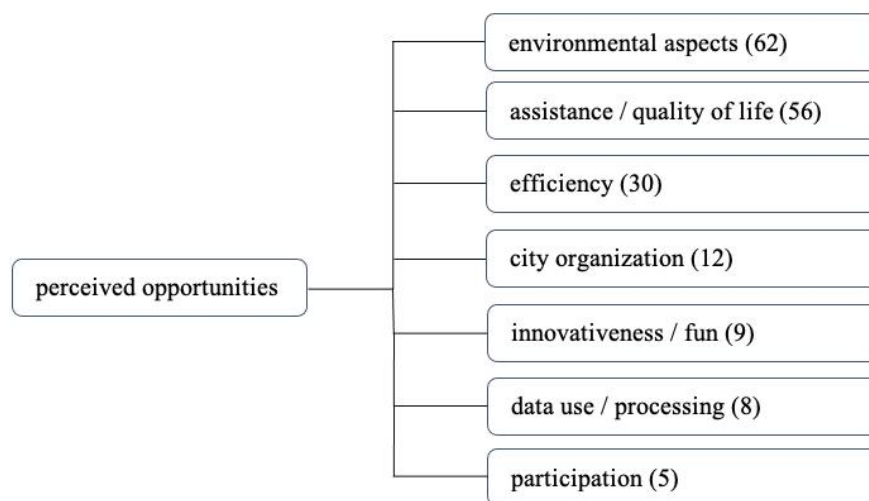 environmental aspects (62)
assistance / quality of life (56)
efficiency (30)
city organization (12)
perceived opportunities
innovativeness / fun (9)
data use / processing (8)
participation (5)